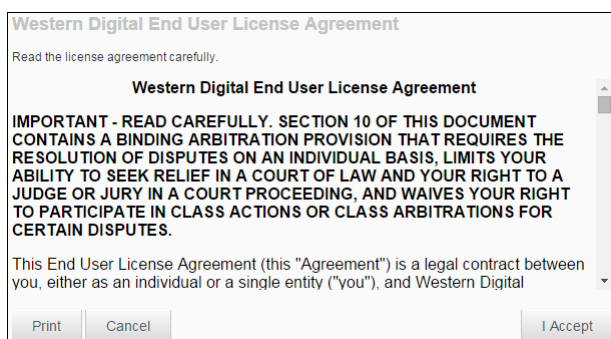 Western Digital End User License Agreement
Read the license agreement carefully.
Western Digital End User License Agreement
IMPORTANT - READ CAREFULLY. SECTION 10 OF THIS DOCUMENT
CONTAINS A BINDING ARBITRATION PROVISION THAT REQUIRES THE
RESOLUTION OF DISPUTES ON AN INDIVIDUAL BASIS, LIMITS YOUR
ABILITY TO SEEK RELIEF IN A COURT OF LAW AND YOUR RIGHT TO A
JUDGE OR JURY IN A COURT PROCEEDING, AND WAIVES YOUR RIGHT
TO PARTICIPATE IN CLASS ACTIONS OR CLASS ARBITRATIONS FOR
CERTAIN DISPUTES.
This End User License Agreement (this "Agreement") is a legal contract between
you, either as an individual or a single entity ("you"), and Western Digital
Print Cancel I Accept